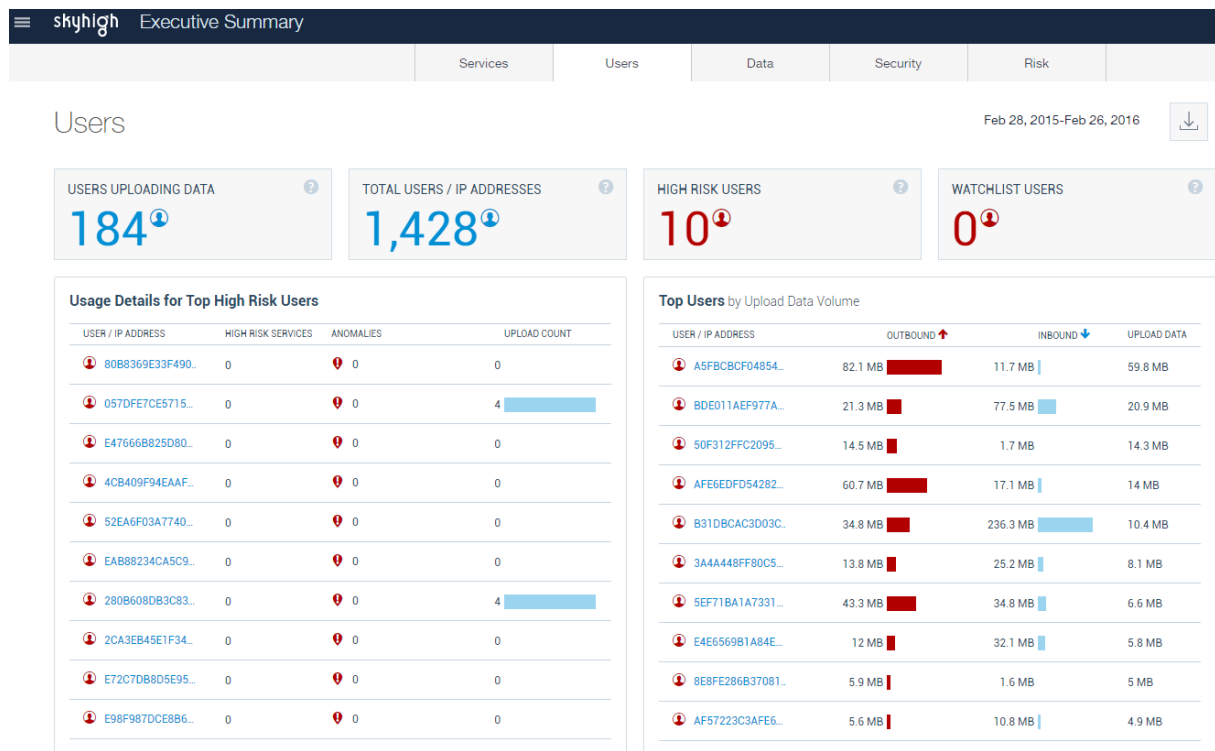 skyhigh Executive Summary
Services Users Data Security Risk
Users
Feb 28, 2015-Feb 26, 2016
USERS UPLOADING DATA ?
184
TOTAL USERS / IP ADDRESSES ?
1,428
HIGH RISK USERS ?
10
WATCHLIST USERS ?
0
Usage Details for Top High Risk Users
USER / IP ADDRESS HIGH RISK SERVICES ANOMALIES UPLOAD COUNT
80B8369E33F490.. 0 0 0
057DFE7CE5715... 0 0 4
E47666B825D80... 0 0 0
4CB409F94EAAF... 0 0 0
52EA6F03A7740... 0 0 0
EAB88234CA5C9... 0 0 0
280B608DB3C83... 0 0 4
2CA3EB45E1F34... 0 0 0
E72C7DB8D5E95... 0 0 0
E98F987DCE8B6... 0 0 0
Top Users by Upload Data Volume
USER / IP ADDRESS OUTBOUND INBOUND UPLOAD DATA
A5FBCBCF04854... 82.1 MB 11.7 MB 59.8 MB
BDE011AEF977A... 21.3 MB 77.5 MB 20.9 MB
50F312FFC2095... 14.5 MB 1.7 MB 14.3 MB
AFE6EDFD54282... 60.7 MB 17.1 MB 14 MB
B31DBCAC3D03C.. 34.8 MB 236.3 MB 10.4 MB
3A4A448FF80C5... 13.8 MB 25.2 MB 8.1 MB
5EF71BA1A7331... 43.3 MB 34.8 MB 6.6 MB
E4E6569B1A84E... 12 MB 32.1 MB 5.8 MB
8E8FE286B37081.. 5.9 MB 1.6 MB 5 MB
AF57223C3AFE6... 5.6 MB 10.8 MB 4.9 MB